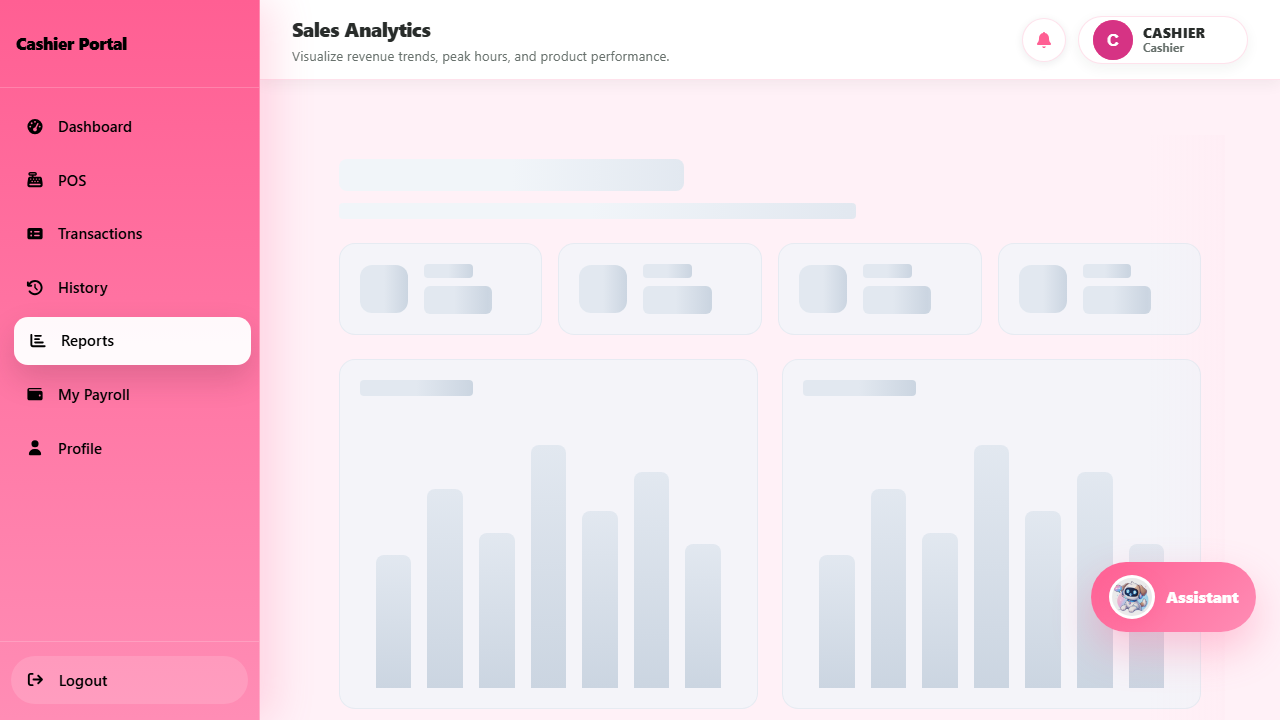 Cashier Portal
Dashboard
POS
Transactions
History
Reports
My Payroll
Profile
Logout
Sales Analytics
Visualize revenue trends, peak hours, and product performance.
C
CASHIER
Cashier
Assistant